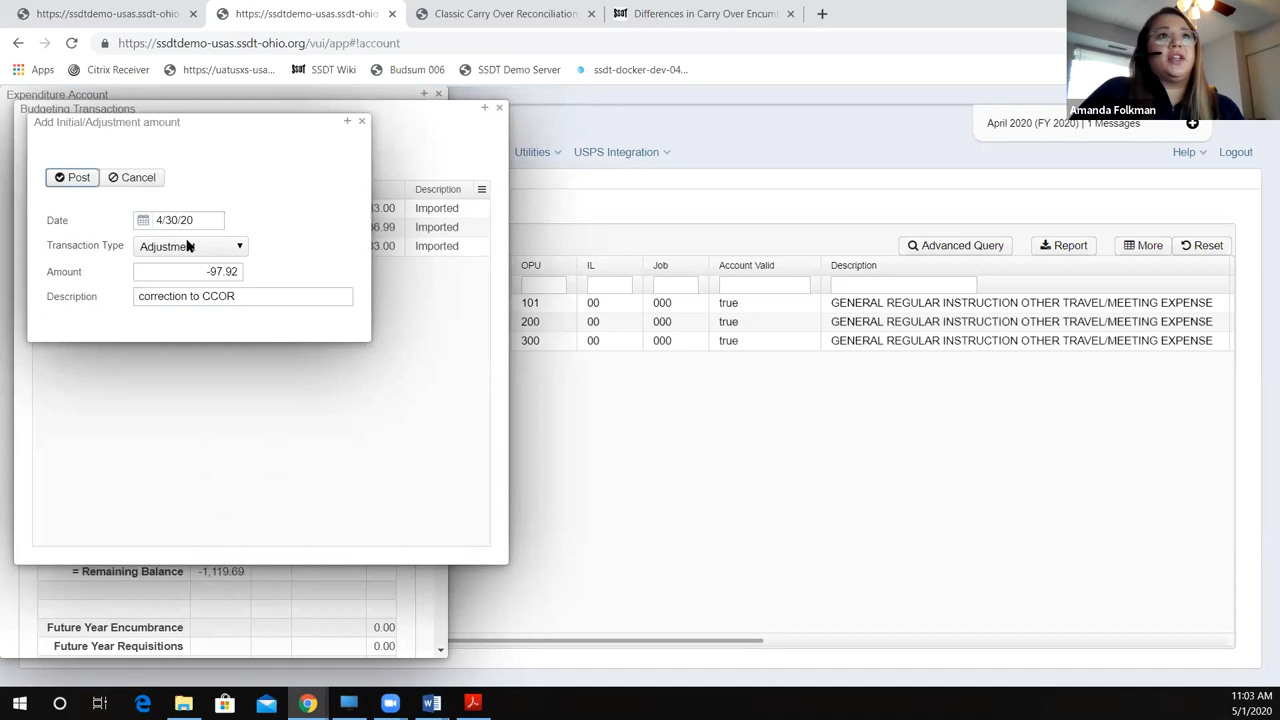 https://ssdtdemo-usas.ssdt-ohio
https://ssdtdemo-usas.ssdt-ohio
Classic Carry Over Reconciliation
Differences in Carry Over Encum
https://ssdtdemo-usas.ssdt-ohio.org/vui/app#!account
Apps
Citrix Receiver
https://uatusxs-usa...
SSDT Wiki
Budsum 006
SSDT Demo Server
ssdt-docker-dev-04...
Amanda Folkman
Expenditure Account
Budgeting Transactions
Add Initial/Adjustment amount
April 2020 (FY 2020) | 1 Messages
Utilities
USPS Integration
Help
Logout
Post
Cancel
Date
4/30/20
Transaction Type
Adjustment
Amount
-97.92
Description
correction to CCOR
Description
33.00 Imported
36.99 Imported
33.00 Imported
Advanced Query
Report
More
Reset
OPU IL Job Account Valid Description
101 00 000 true GENERAL REGULAR INSTRUCTION OTHER TRAVEL/MEETING EXPENSE
200 00 000 true GENERAL REGULAR INSTRUCTION OTHER TRAVEL/MEETING EXPENSE
300 00 000 true GENERAL REGULAR INSTRUCTION OTHER TRAVEL/MEETING EXPENSE
= Remaining Balance -1,119.69
Future Year Encumbrance 0.00
Future Year Requisitions 0.00
11:03 AM
5/1/2020